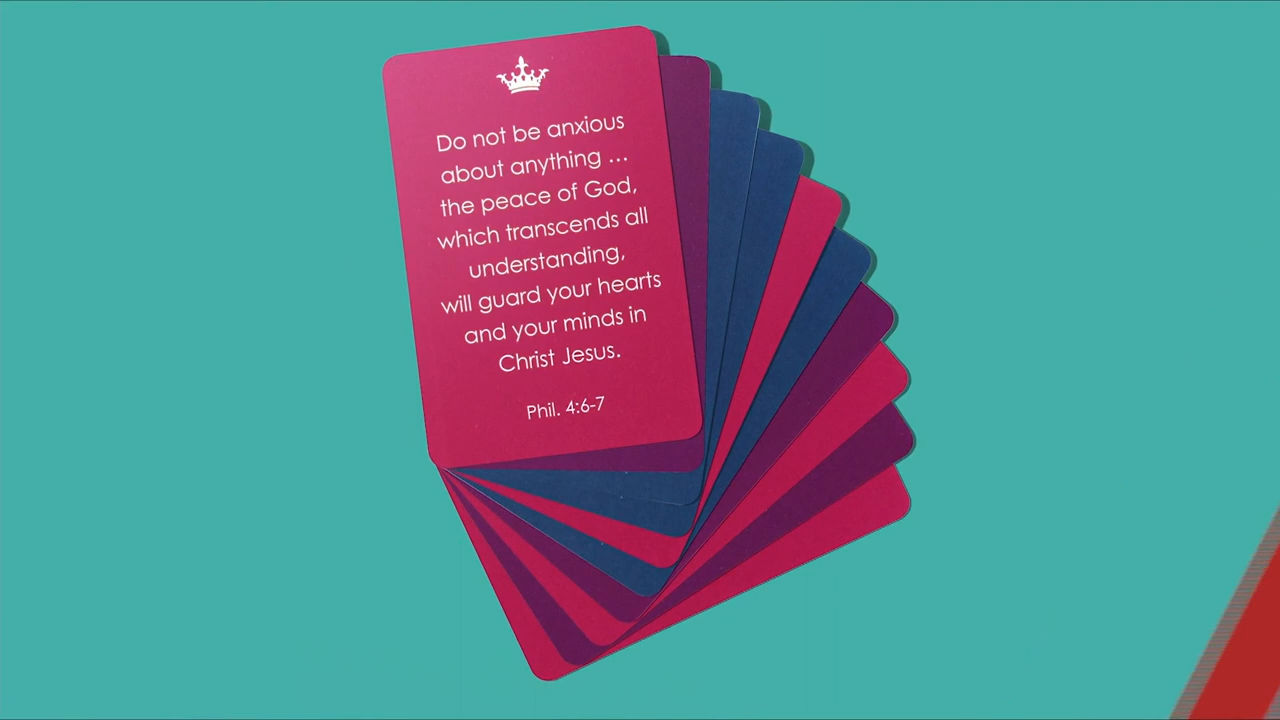 Do not be anxious
about anything ...
the peace of God,
which transcends all
understanding,
will guard your hearts
and your minds in
Christ Jesus.
Phil. 4:6-7